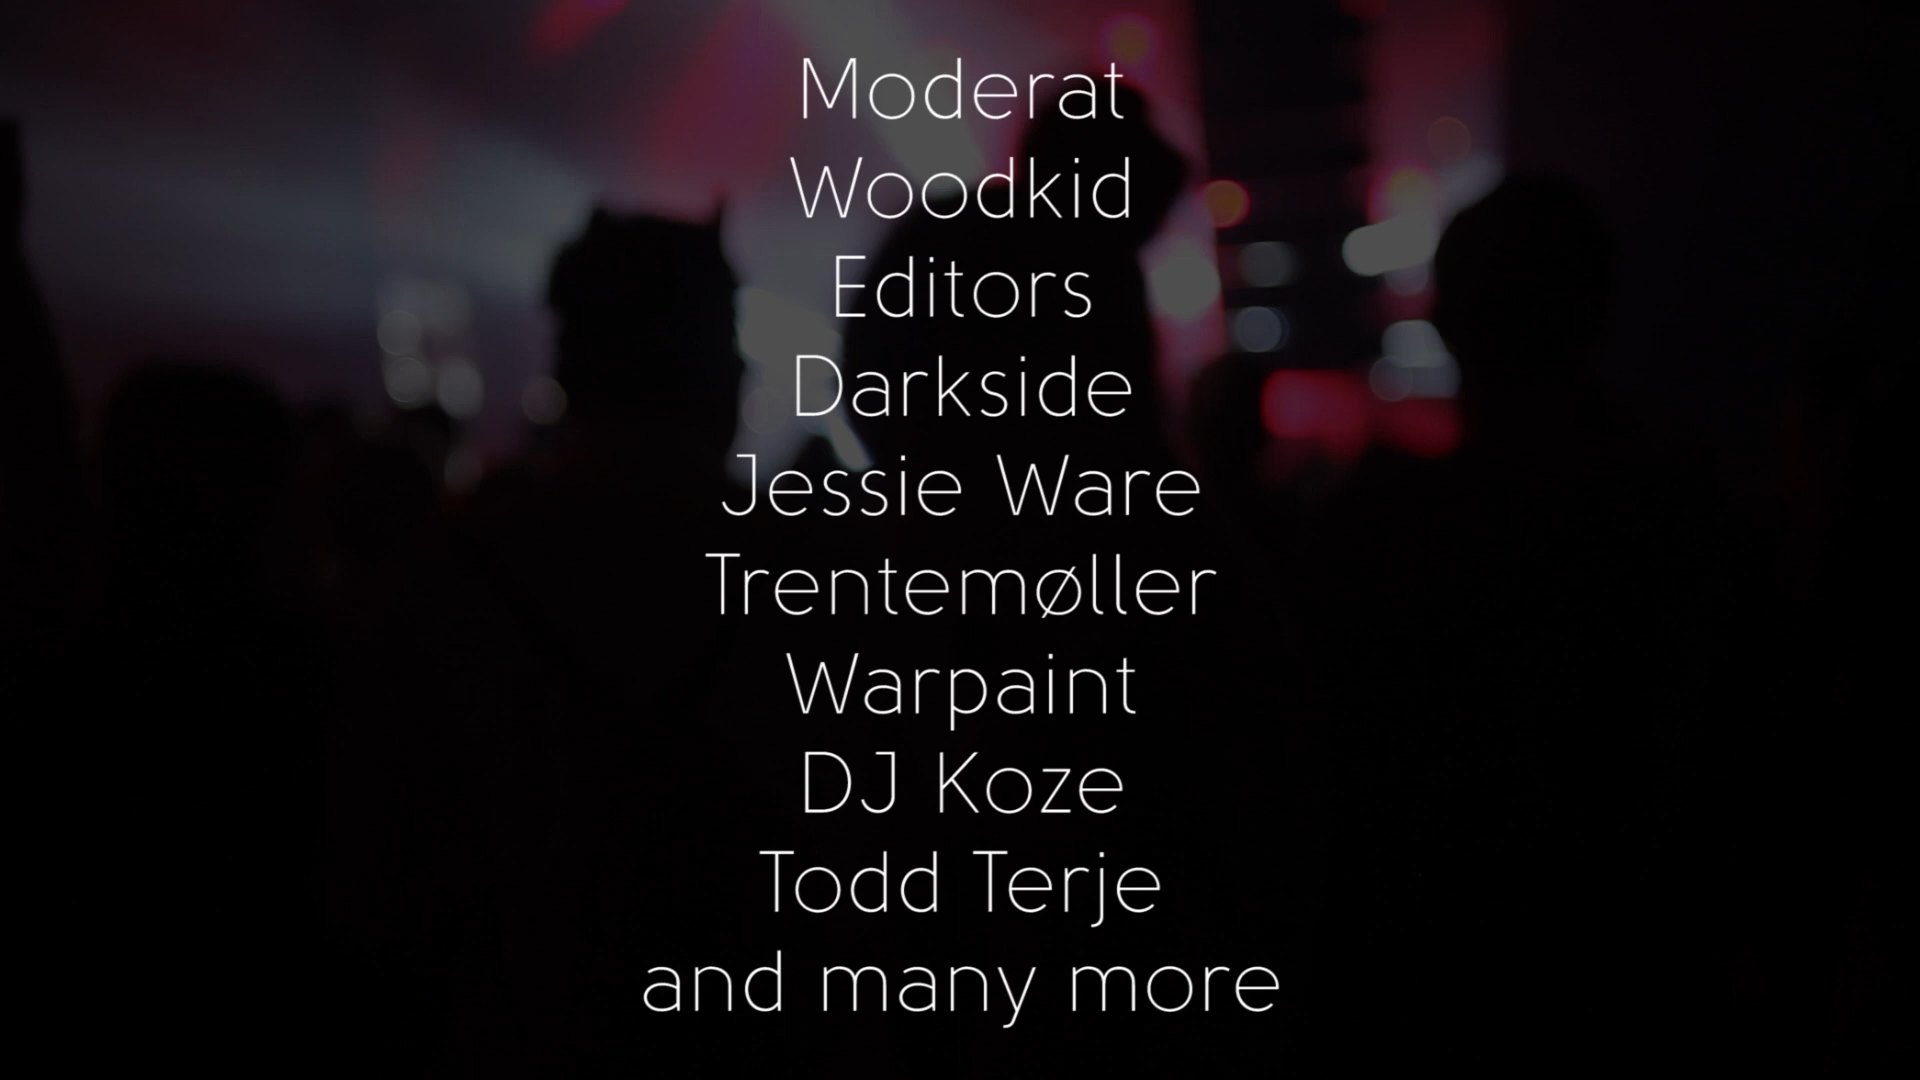 Moderat
Woodkid
Editors
Darkside
Jessie Ware
Trentemøller
Warpaint
DJ Koze
Todd Terje
and many more